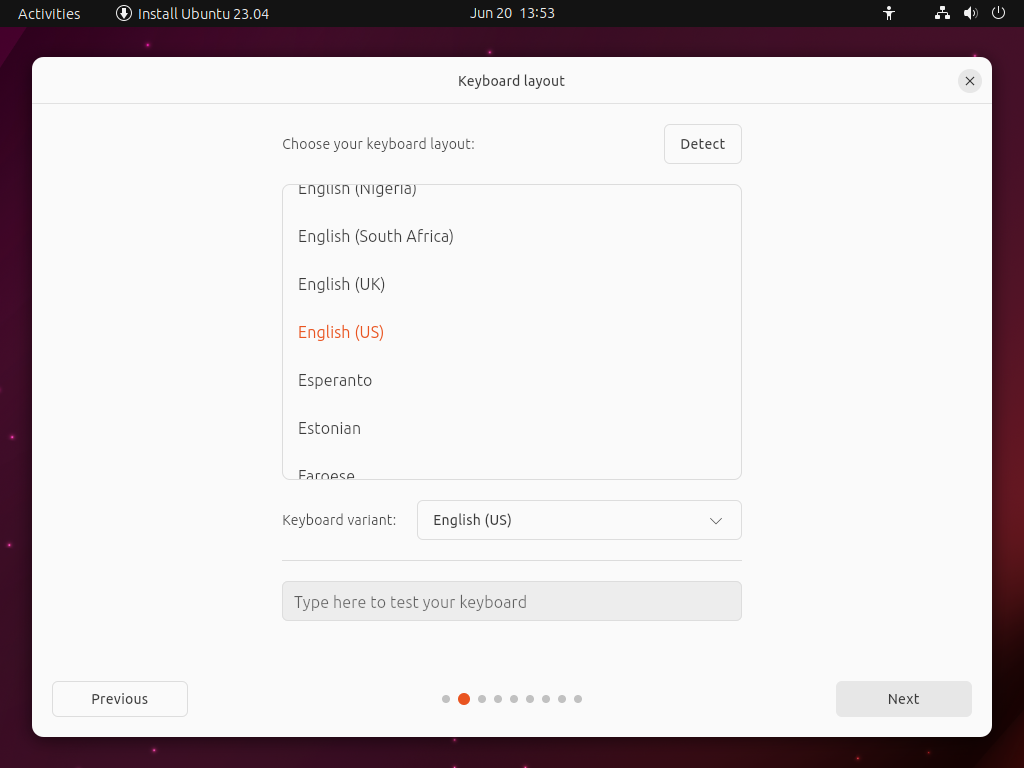 Activities Install Ubuntu 23.04 Jun 20 13:53
Keyboard layout
Choose your keyboard layout: Detect
English (Nigeria)
English (South Africa)
English (UK)
English (US)
Esperanto
Estonian
Faroese
Keyboard variant: English (US)
Type here to test your keyboard
Previous Next